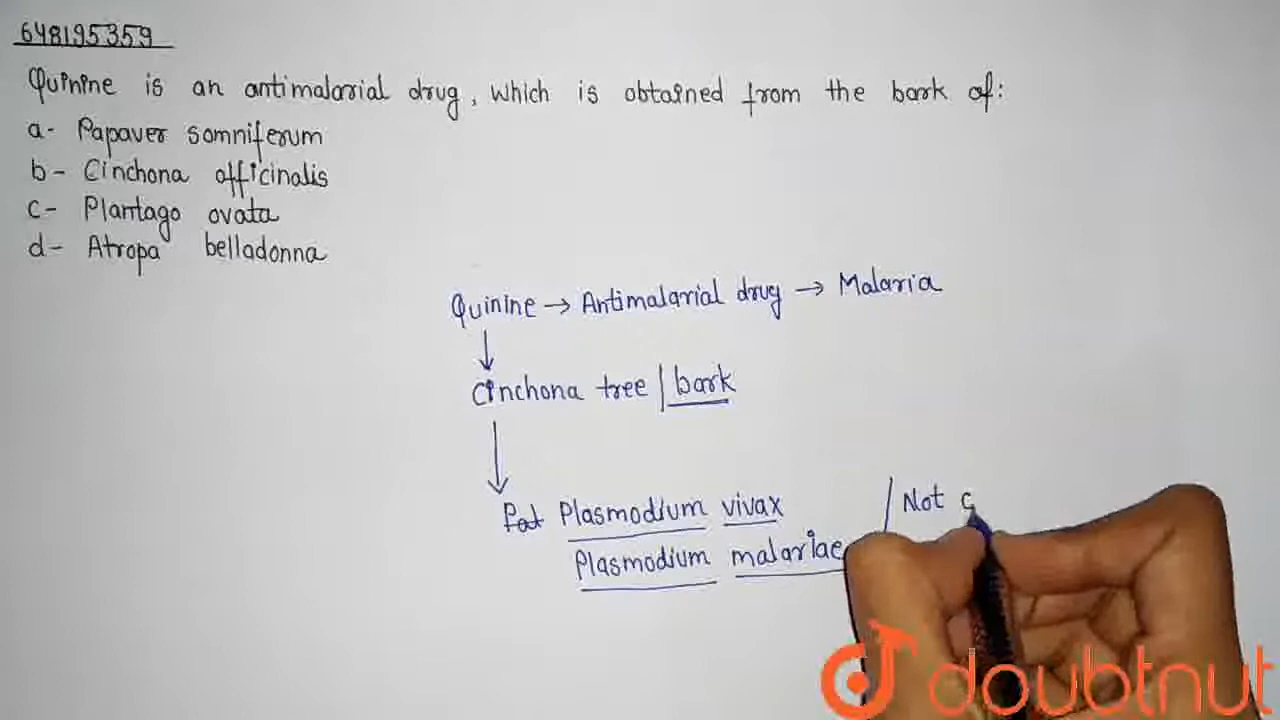 648195359
Quinine is an antimalarial drug, which is obtained from the bark of:
a- Papaver somniferum
b- Cinchona officinalis
c- Plantago ovata
d- Atropa belladonna
Quinine → Antimalarial drug → Malaria
↓
Cinchona tree | bark
↓
Pat Plasmodium vivax | Not c
Plasmodium malariae
doubtnut